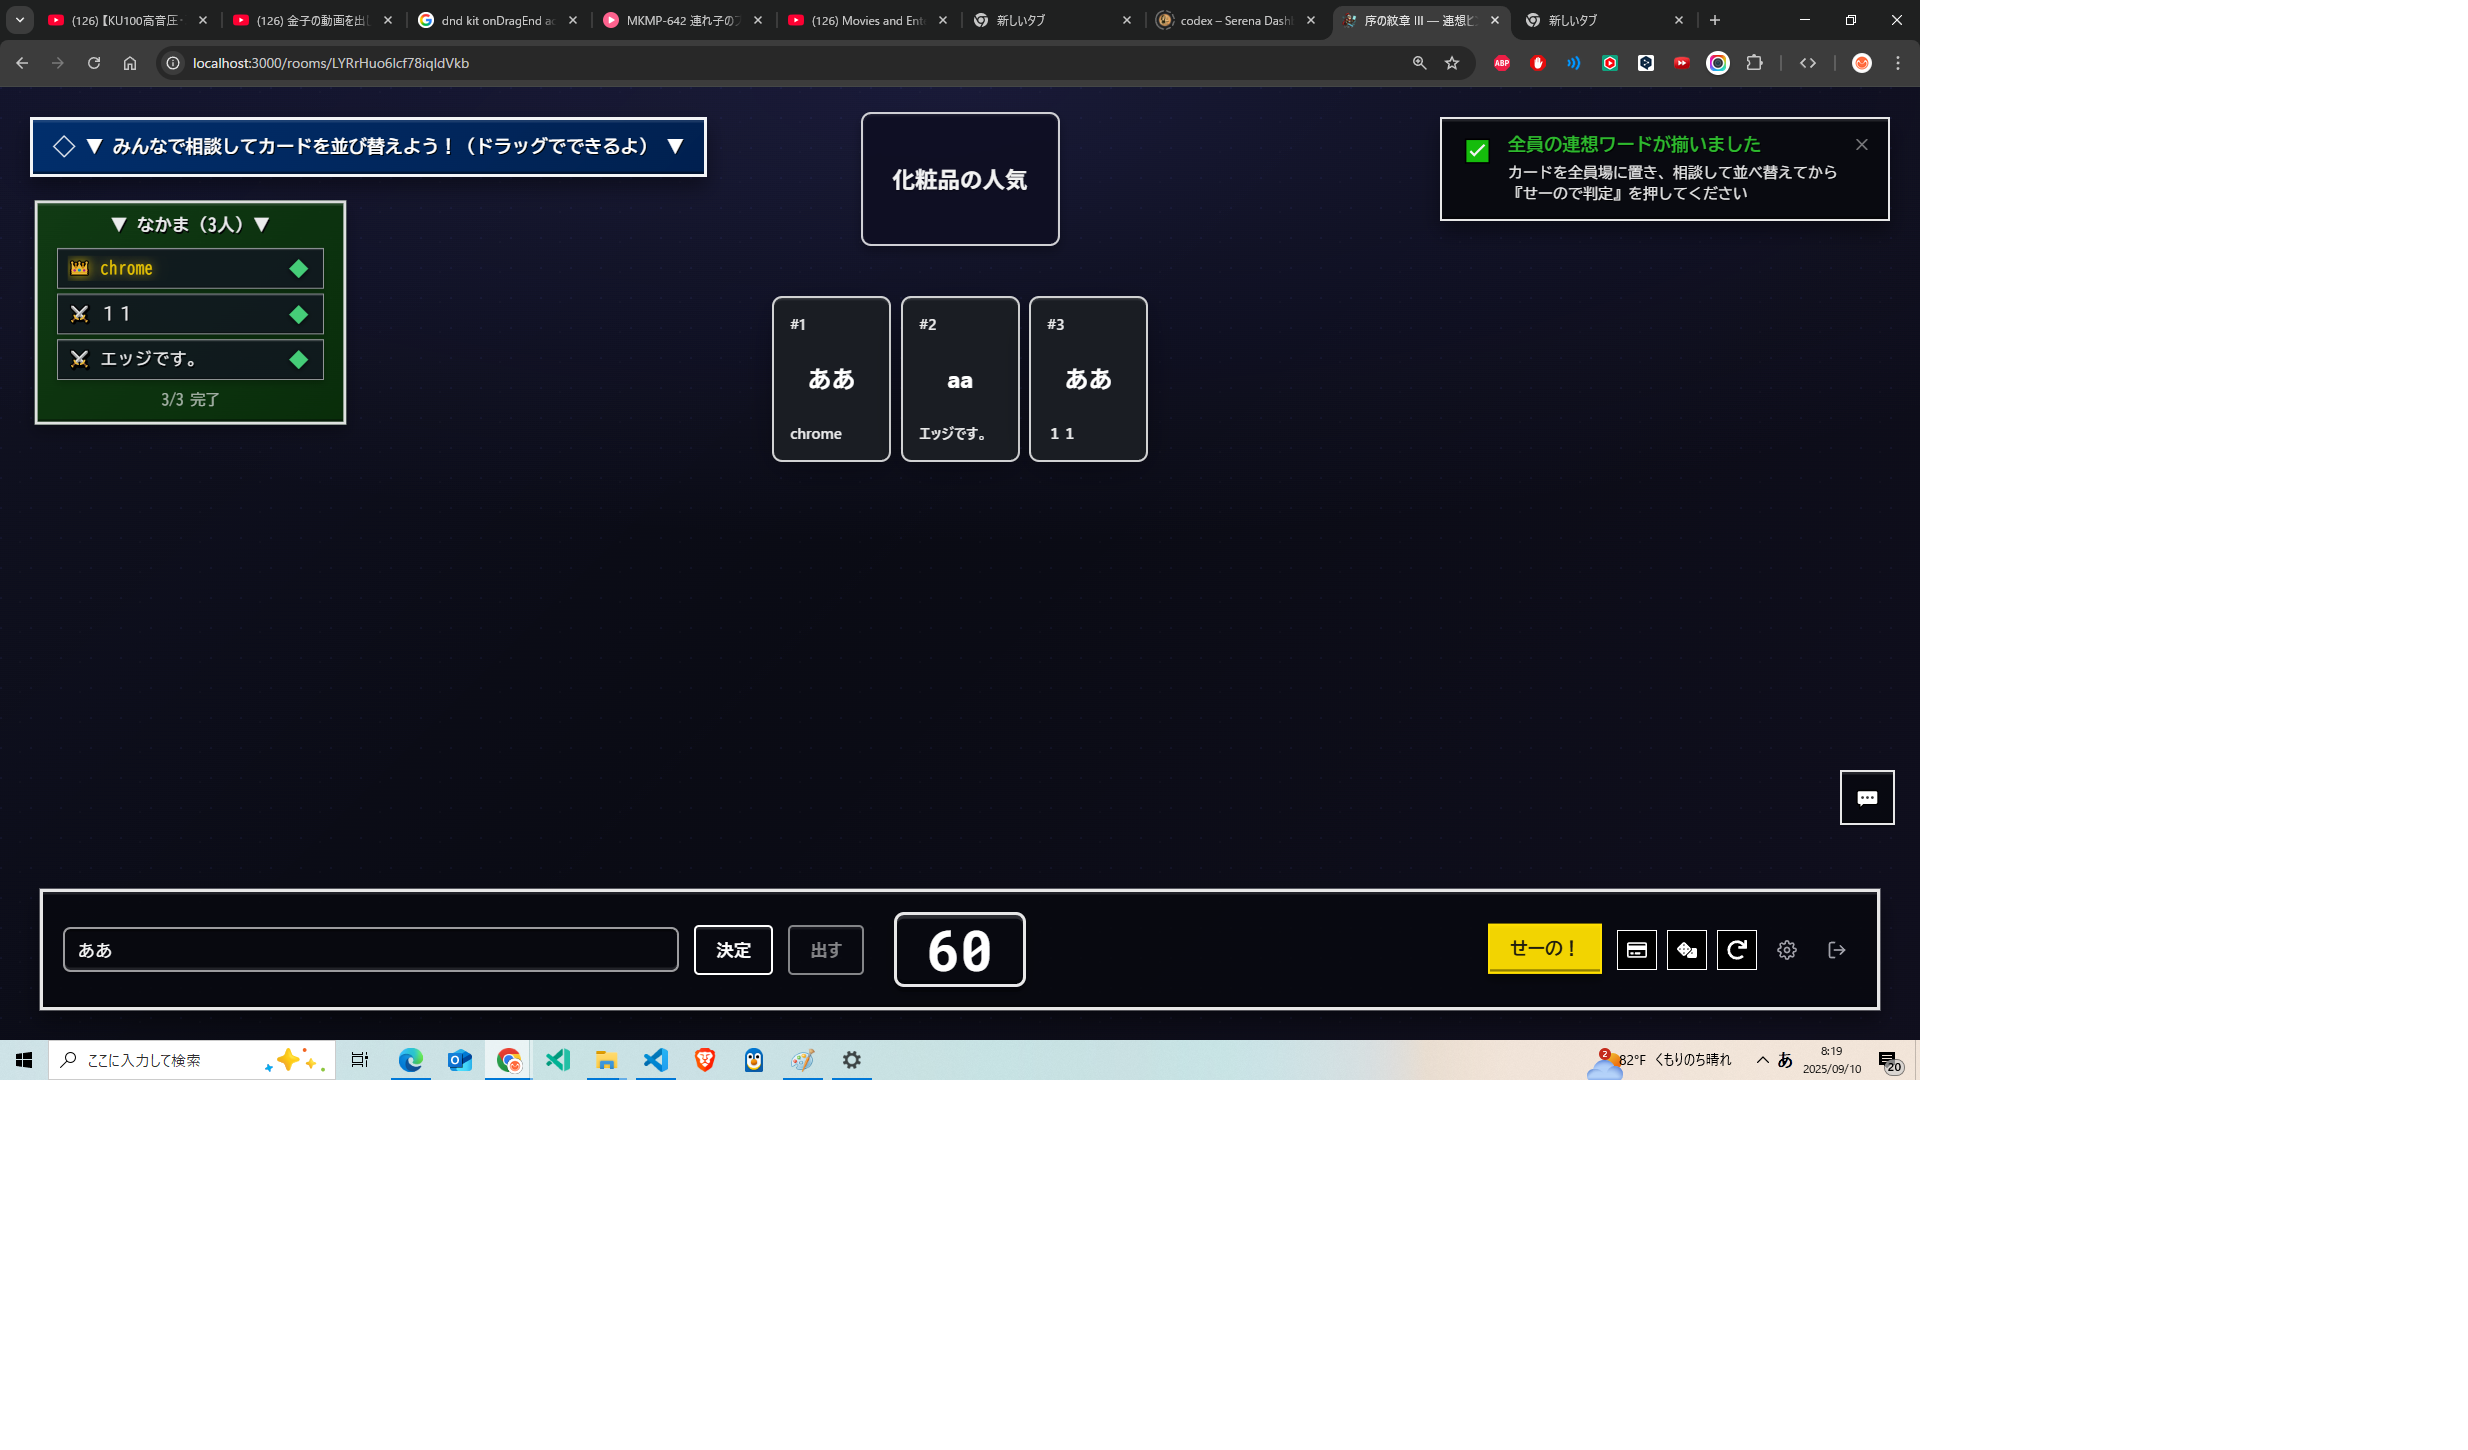 (126) 【KU100高音圧
(126) 金子の動画を出
dnd kit onDragEnd
MKMP-642 連れ子の
(126) Movies and Ent
新しいタブ
codex – Serena Dash
序の紋章 III — 連想ヒ
新しいタブ
localhost:3000/rooms/LYRrHuo6lcf78iqldVkb
ABP
◇ ▼ みんなで相談してカードを並び替えよう！（ドラッグでできるよ） ▼
化粧品の人気
全員の連想ワードが揃いました
カードを全員場に置き、相談して並べ替えてから
『せーので判定』を押してください
▼ なかま（3人）▼
chrome
１１
エッジです。
3/3 完了
#1
ああ
chrome
#2
aa
エッジです。
#3
ああ
１１
ああ
決定
出す
60
せーの！
ここに入力して検索
2
82°F くもりのち晴れ
あ
8:19
2025/09/10
20